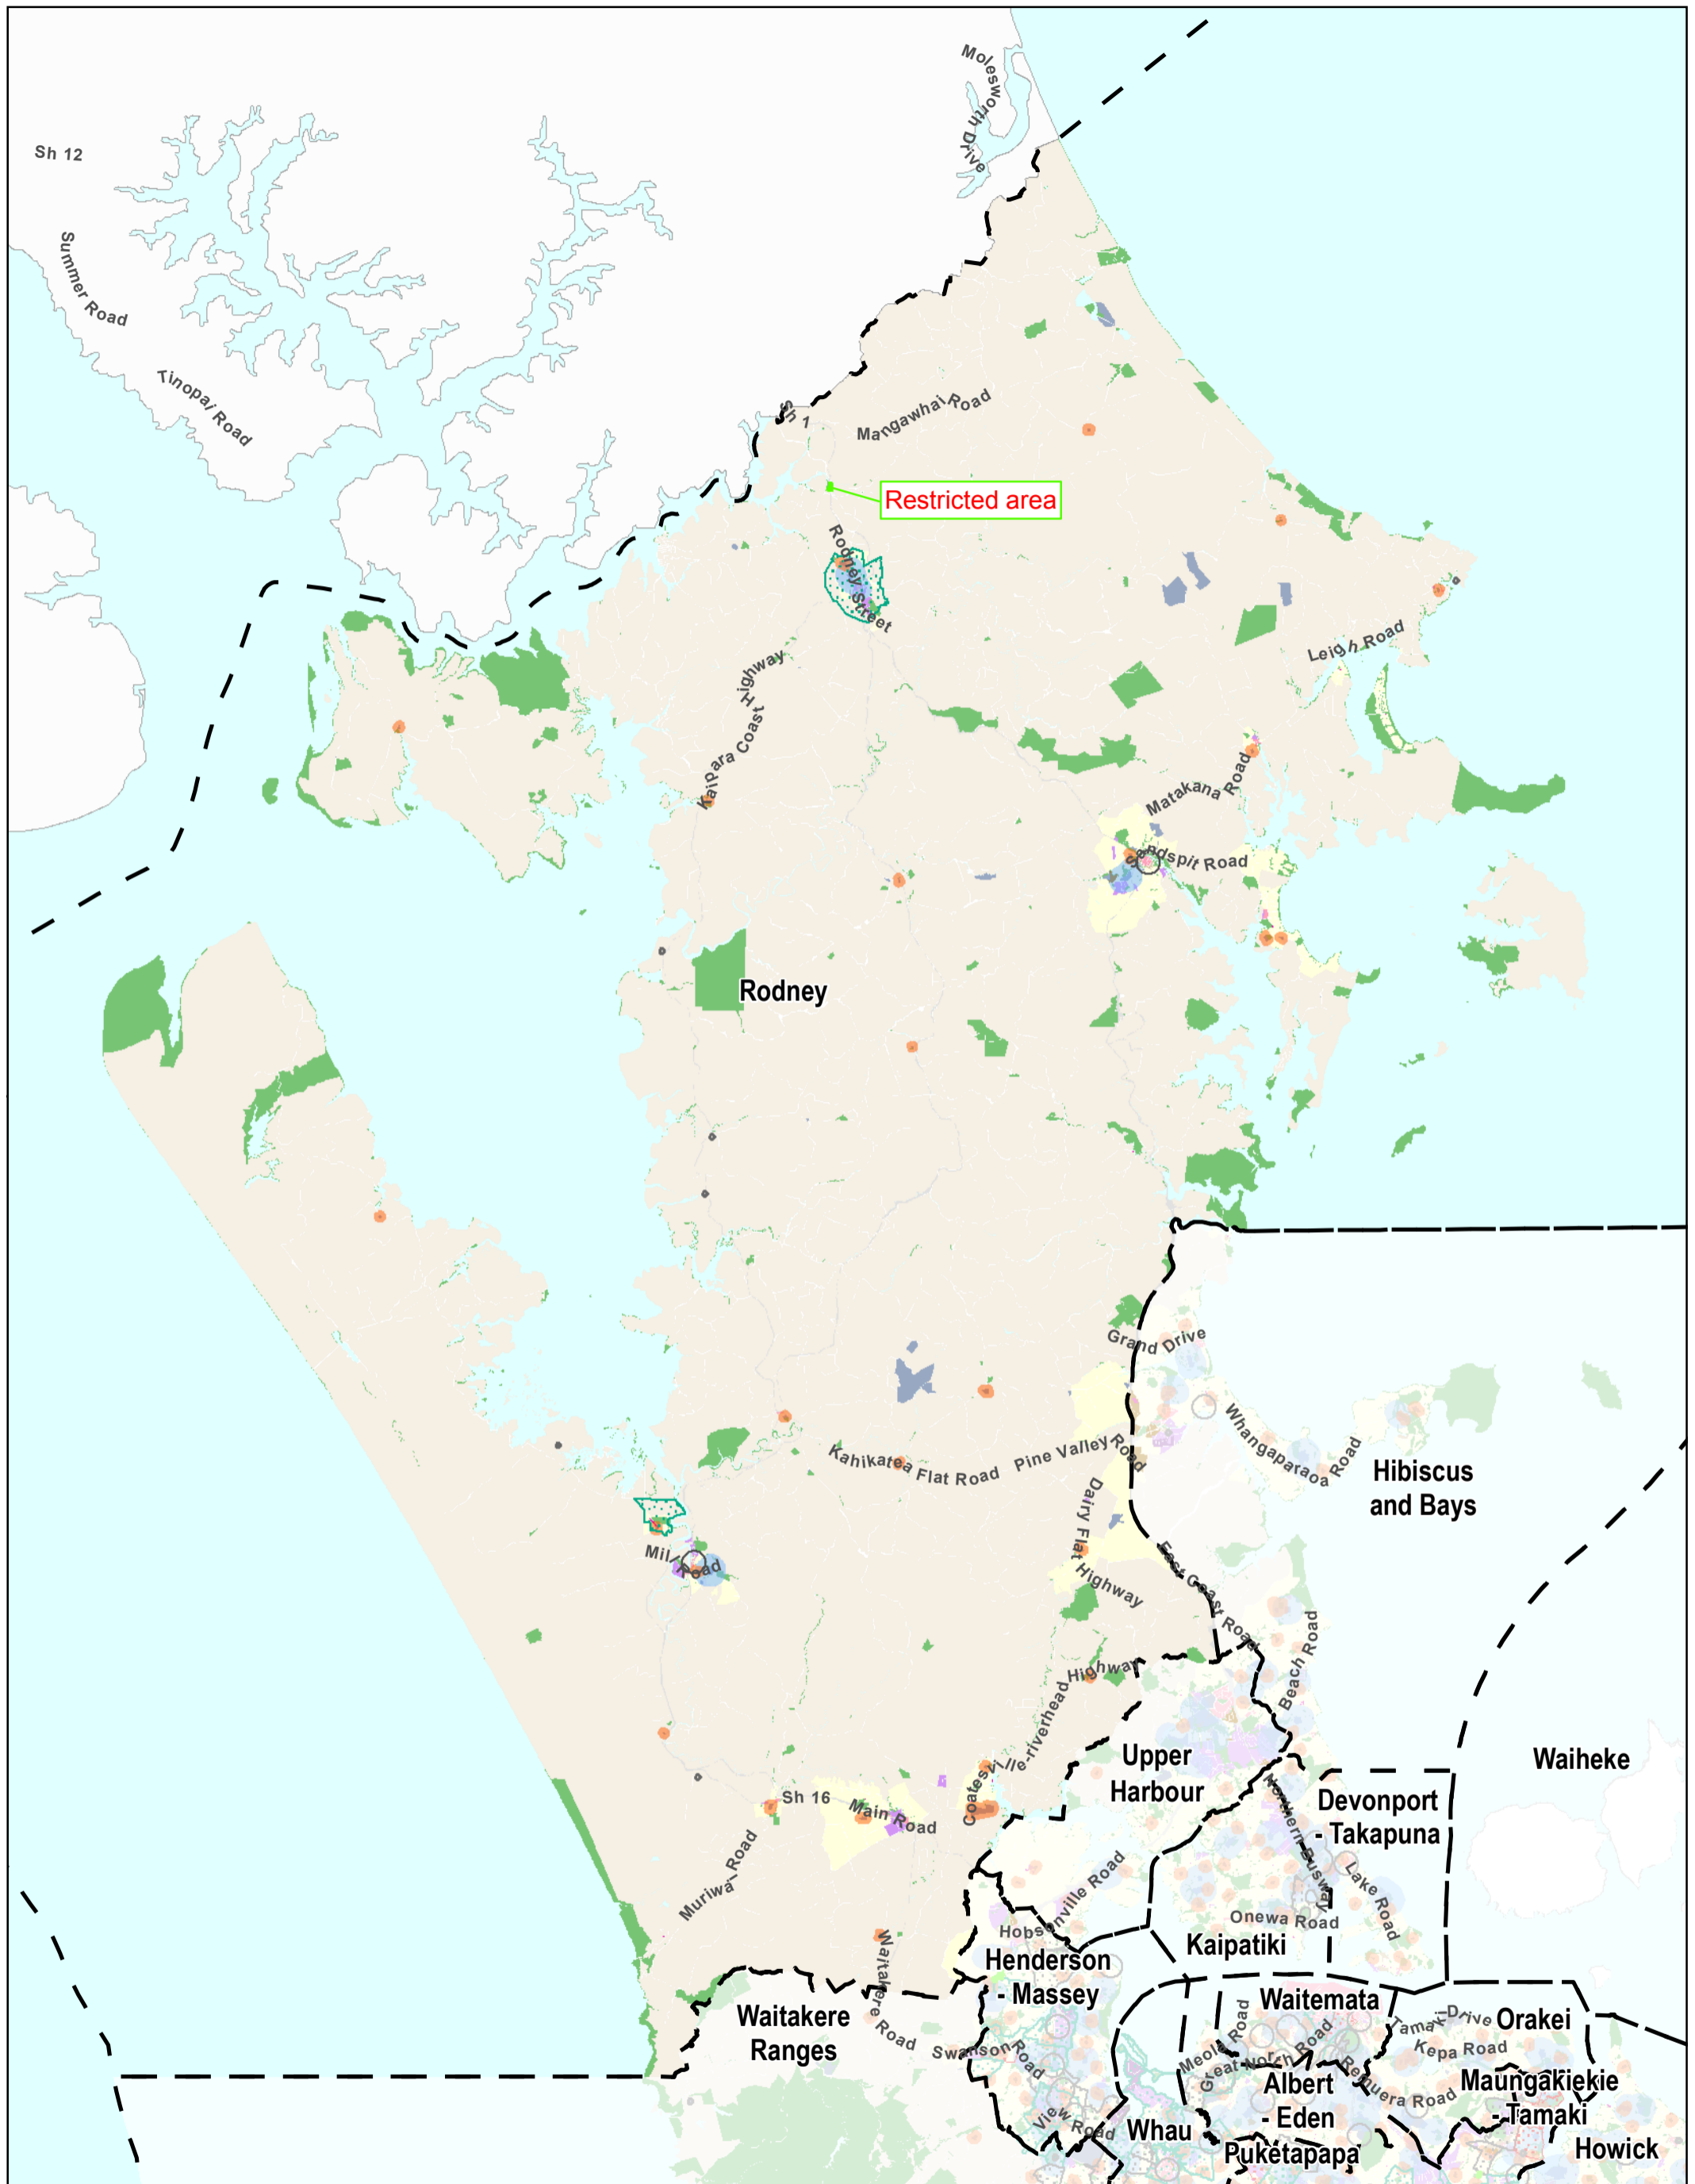 Molesworth Drive
Sh 12
Summer Road
Tinopai Road
Sh 1
Mangawhai Road
Restricted area
Rodney Street
Leigh Road
Kaipara Coast Highway
Matakana Road
Sandspit Road
Rodney
Grand Drive
Whangaparaoa Road
Kahikatea Flat Road
Pine Valley Road
Hibiscus
and Bays
Dairy Flat Highway
Mill Road
East Coast Road
Beach Road
Coatesville-riverhead Highway
Upper
Harbour
Waiheke
Devonport
- Takapuna
Northern Busway
Lake Road
Sh 16
Main Road
Muriwai Road
Hobsonville Road
Onewa Road
Kaipatiki
Henderson
- Massey
Waitakere Road
Waitakere
Ranges
Swanson Road
Waitemata
Meola Road
Great North Road
Tamaki Drive
Orakei
Kepa Road
Remuera Road
Albert
- Eden
Maungakiekie
- Tamaki
View Road
Whau
Puketapapa
Howick